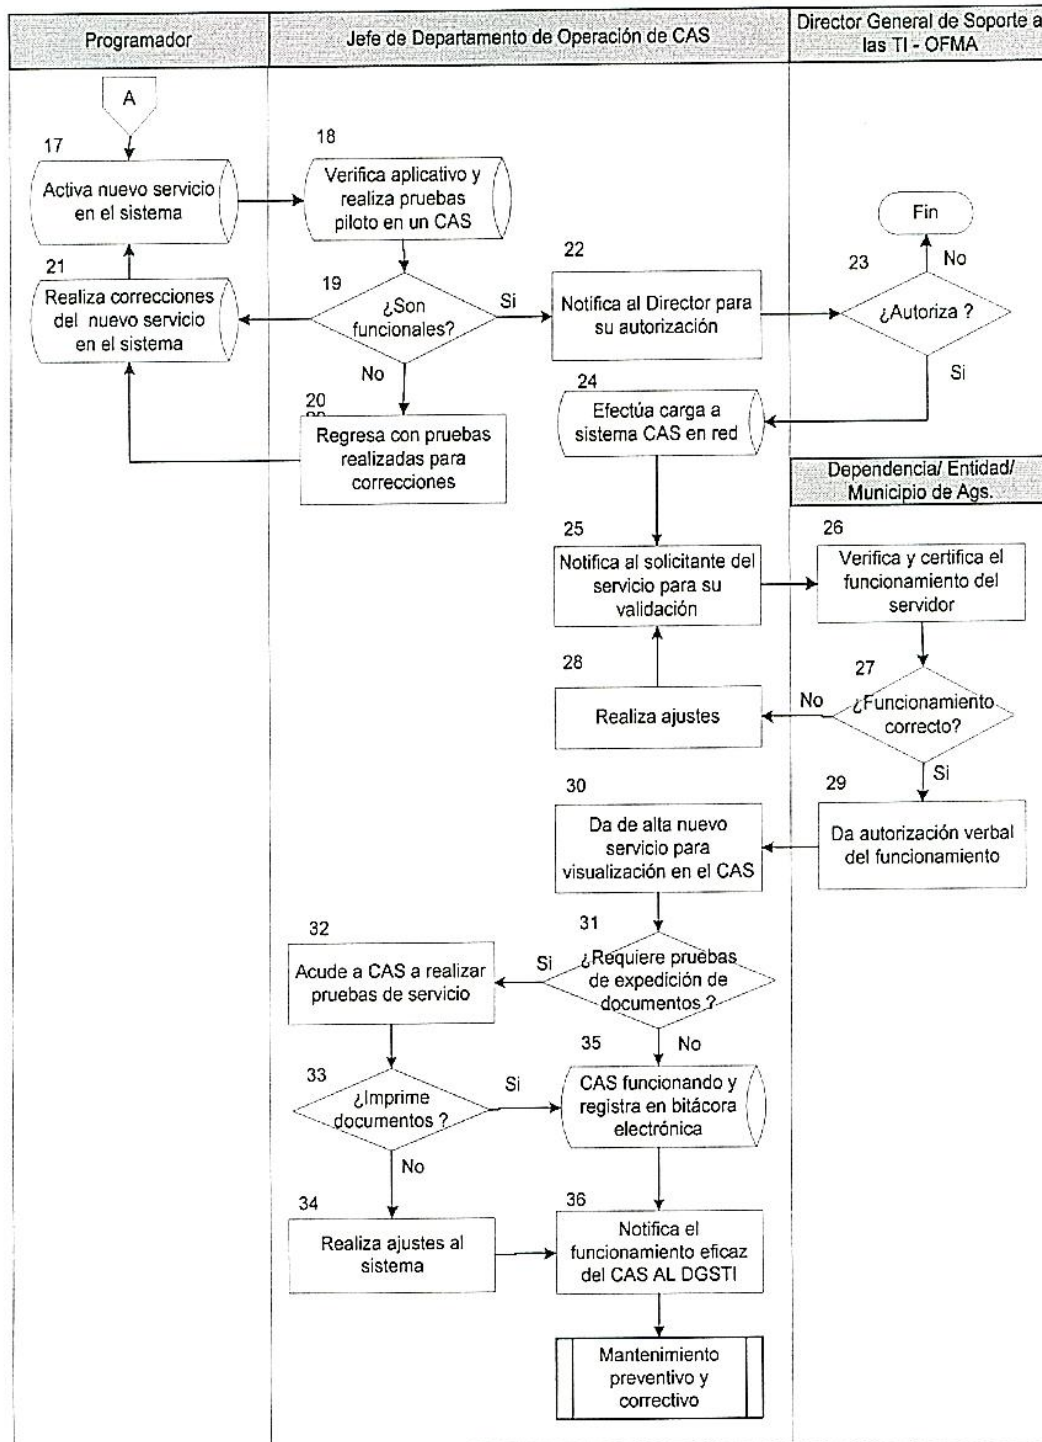 Programador
Jefe de Departamento de Operación de CAS
Director General de Soporte a
las TI - OFMA
A
17
Activa nuevo servicio
en el sistema
18
Verifica aplicativo y
realiza pruebas
piloto en un CAS
Fin
21
Realiza correcciones
del nuevo servicio
en el sistema
19
¿Son
funcionales?
Si
No
22
Notifica al Director para
su autorización
23
No
¿Autoriza ?
Si
20
Regresa con pruebas
realizadas para
correcciones
24
Efectúa carga a
sistema CAS en red
Dependencia/ Entidad/
Municipio de Ags.
25
Notifica al solicitante del
servicio para su
validación
26
Verifica y certifica el
funcionamiento del
servidor
28
Realiza ajustes
No
27
¿Funcionamiento
correcto?
Si
30
Da de alta nuevo
servicio para
visualización en el CAS
29
Da autorización verbal
del funcionamiento
32
Acude a CAS a realizar
pruebas de servicio
Si
31
¿Requiere pruebas
de expedición de
documentos ?
No
33
¿Imprime
documentos ?
Si
No
35
CAS funcionando y
registra en bitácora
electrónica
34
Realiza ajustes al
sistema
36
Notifica el
funcionamiento eficaz
del CAS AL DGSTI
Mantenimiento
preventivo y
correctivo